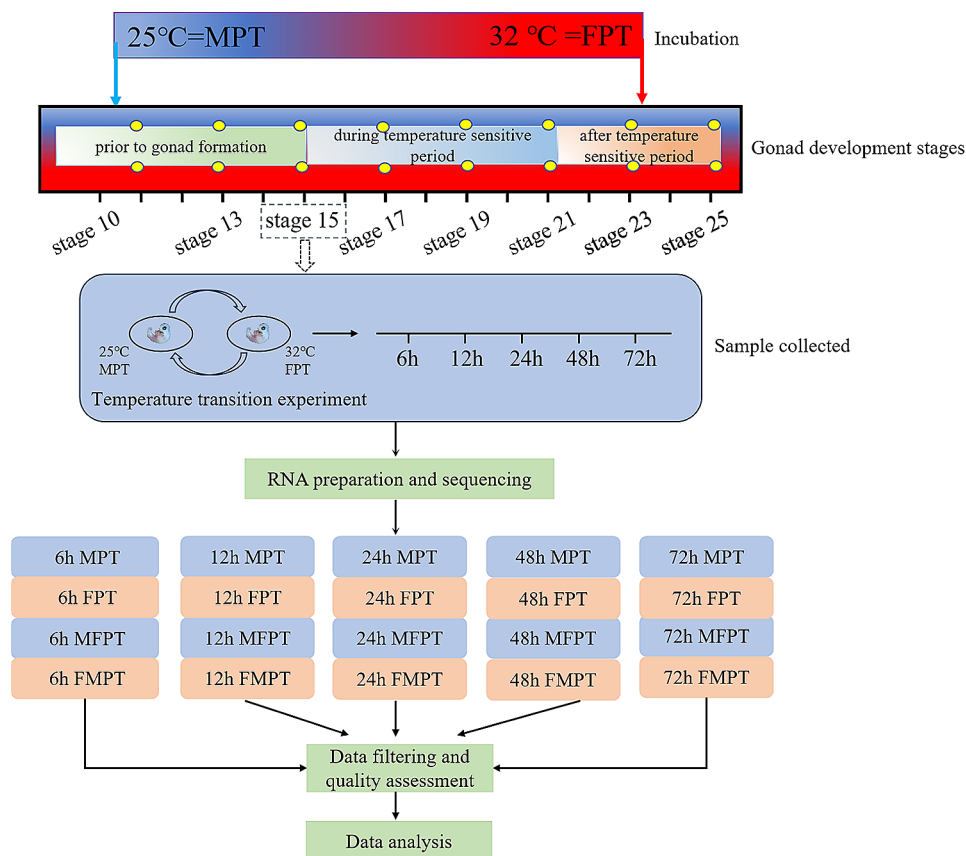 25℃=MPT
32 ℃ =FPT
Incubation
prior to gonad formation
during temperature sensitive
period
after temperature
sensitive period
Gonad development stages
stage 10
stage 13
stage 15
stage 17
stage 19
stage 21
stage 23
stage 25
25℃
MPT
32℃
FPT
6h
12h
24h
48h
72h
Sample collected
Temperature transition experiment
RNA preparation and sequencing
6h MPT
12h MPT
24h MPT
48h MPT
72h MPT
6h FPT
12h FPT
24h FPT
48h FPT
72h FPT
6h MFPT
12h MFPT
24h MFPT
48h MFPT
72h MFPT
6h FMPT
12h FMPT
24h FMPT
48h FMPT
72h FMPT
Data filtering and
quality assessment
Data analysis